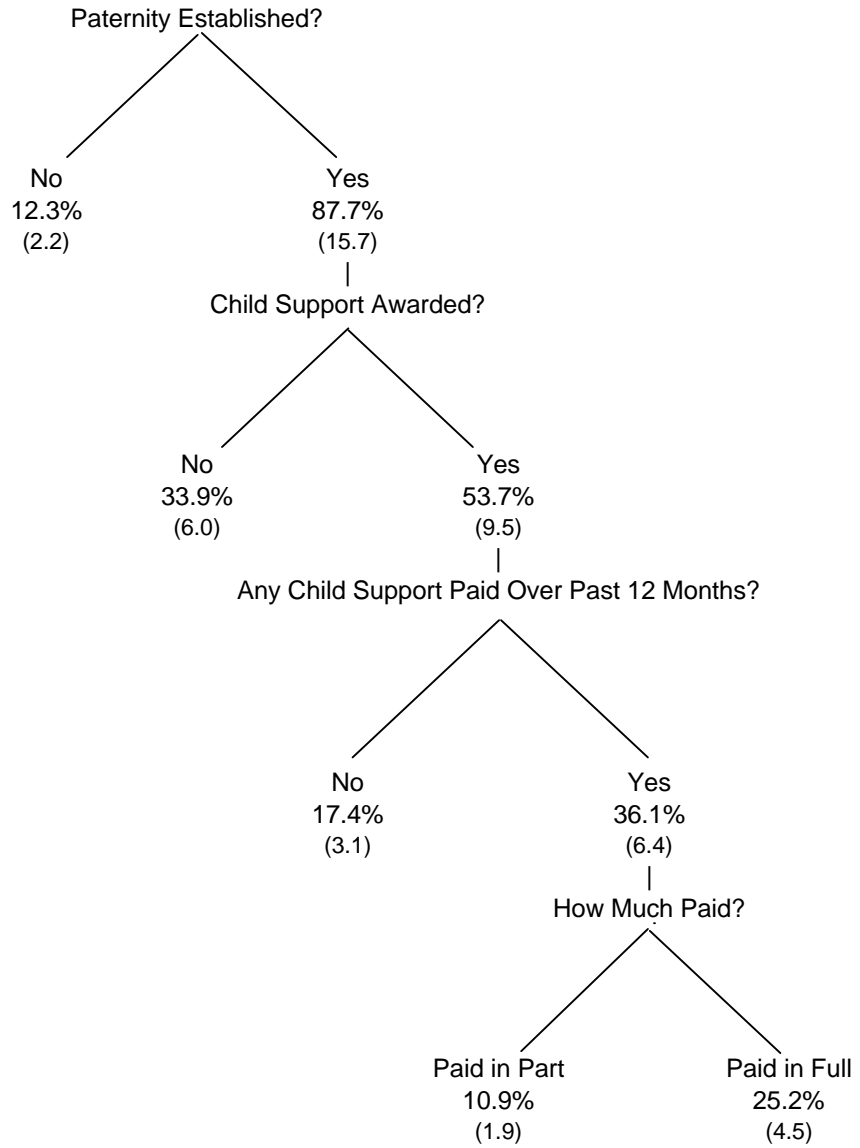 Paternity Established?
No Yes
12.3% 87.7%
(2.2) (15.7)
|
Child Support Awarded?
No Yes
33.9% 53.7%
(6.0) (9.5)
|
Any Child Support Paid Over Past 12 Months?
No Yes
17.4% 36.1%
(3.1) (6.4)
|
How Much Paid?
Paid in Part Paid in Full
10.9% 25.2%
(1.9) (4.5)